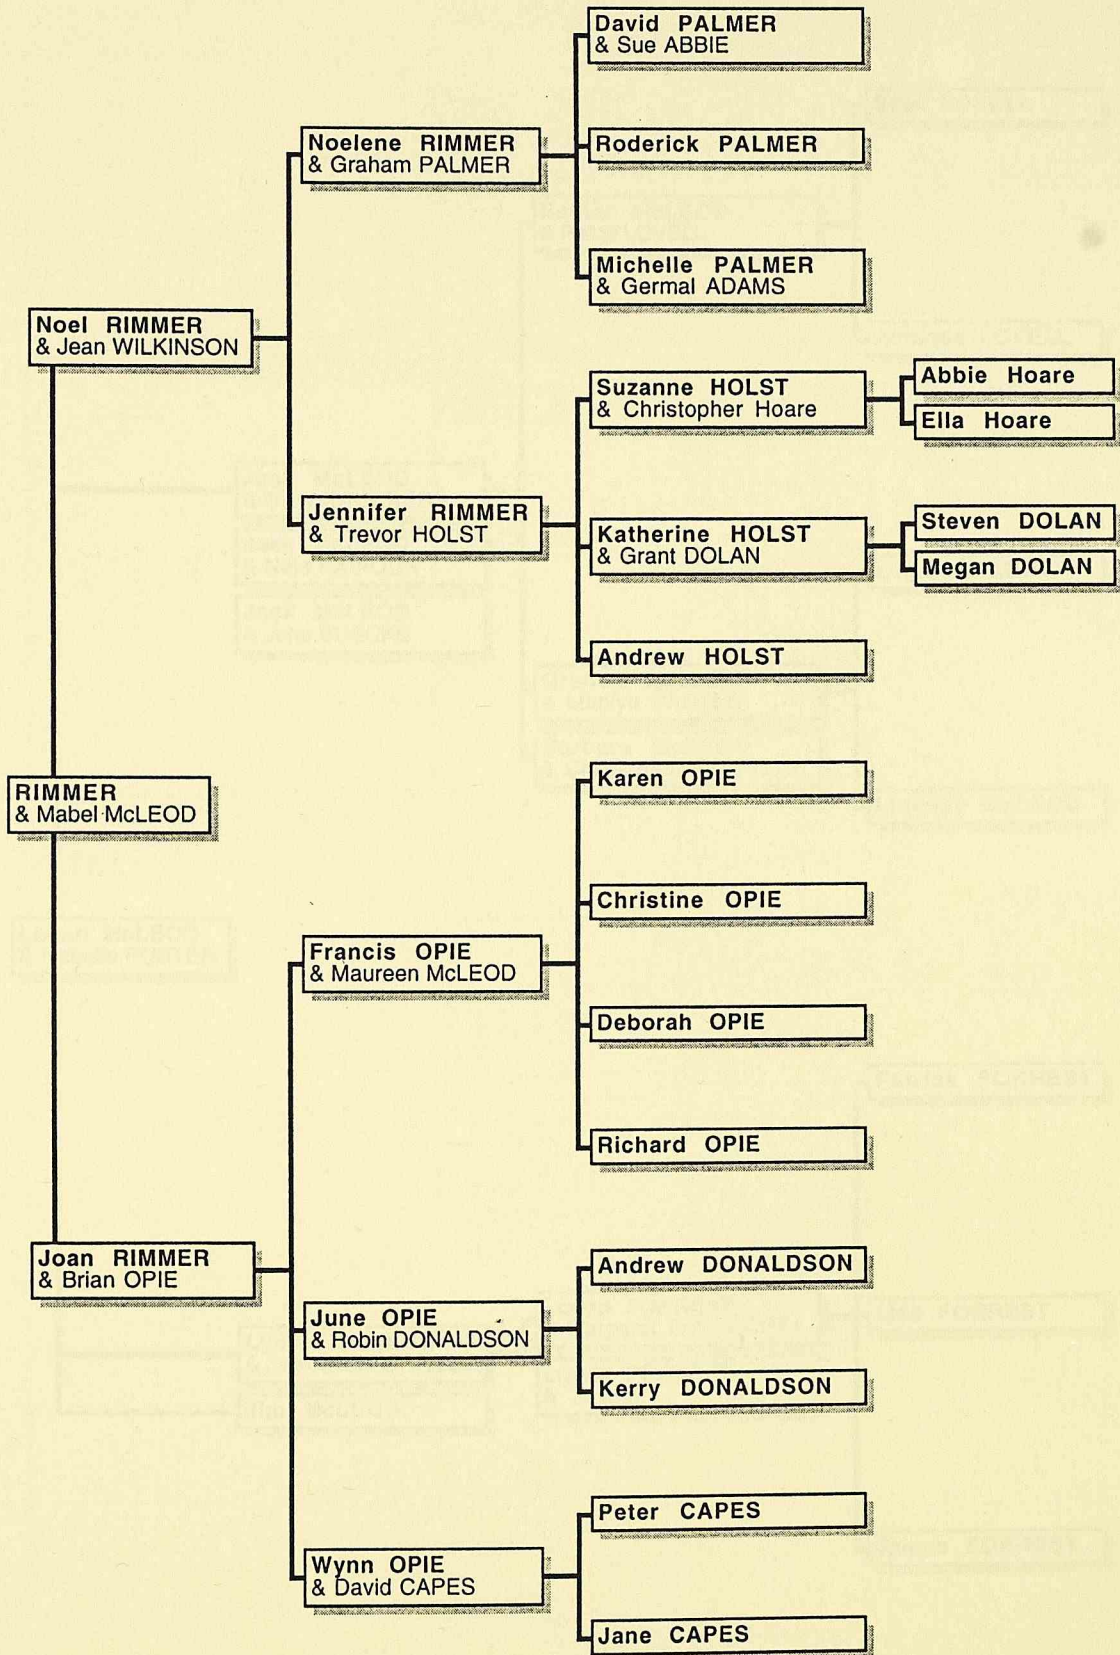 David PALMER
& Sue ABBIE
Noelene RIMMER
& Graham PALMER
Roderick PALMER
Michelle PALMER
& Germal ADAMS
Noel RIMMER
& Jean WILKINSON
Suzanne HOLST
& Christopher Hoare
Abbie Hoare
Ella Hoare
Jennifer RIMMER
& Trevor HOLST
Katherine HOLST
& Grant DOLAN
Steven DOLAN
Megan DOLAN
Andrew HOLST
RIMMER
& Mabel McLEOD
Karen OPIE
Christine OPIE
Francis OPIE
& Maureen McLEOD
Deborah OPIE
Richard OPIE
Joan RIMMER
& Brian OPIE
Andrew DONALDSON
June OPIE
& Robin DONALDSON
Kerry DONALDSON
Peter CAPES
Wynn OPIE
& David CAPES
Jane CAPES